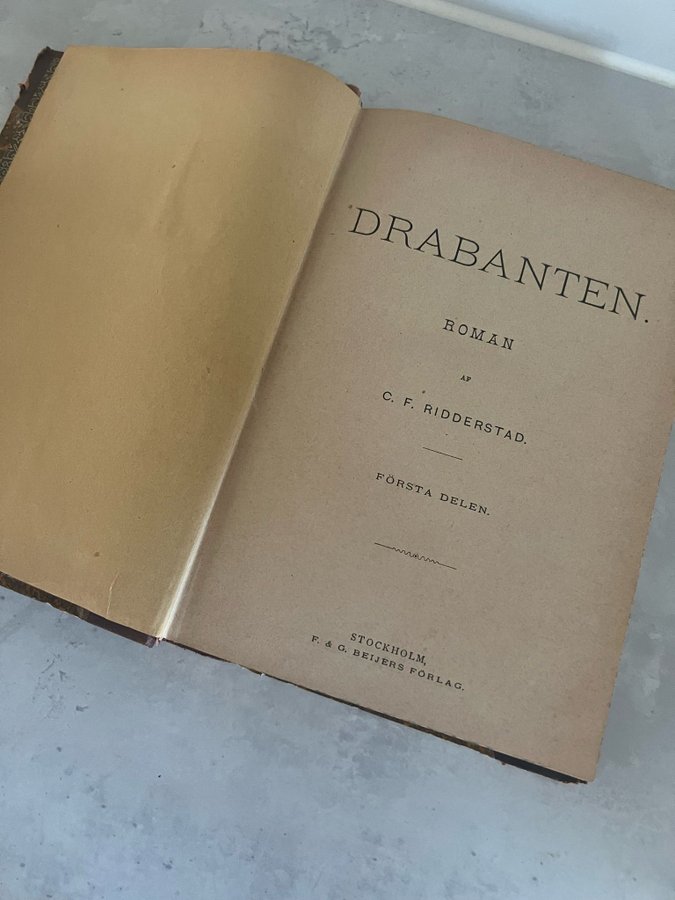 DRABANTEN.
ROMAN
AF
C. F. RIDDERSTAD.
FÖRSTA DELEN.
STOCKHOLM,
F. & G. BEIJERS FÖRLAG.